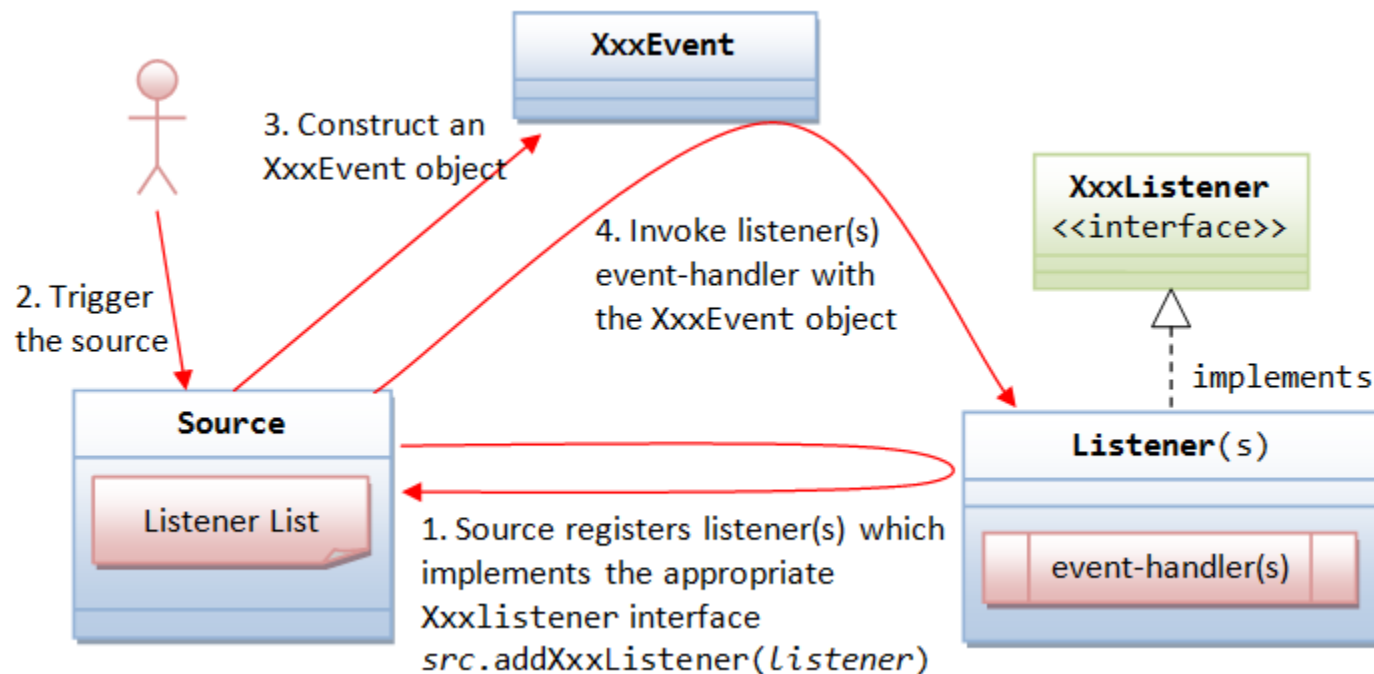 XxxEvent
3. Construct an
XxxEvent object
XxxListener
<<interface>>
4. Invoke listener(s)
event-handler with
the XxxEvent object
2. Trigger
the source
implements
Source
Listener List
Listener(s)
event-handler(s)
1. Source registers listener(s) which
implements the appropriate
Xxxlistener interface
src.addXxxListener(listener)